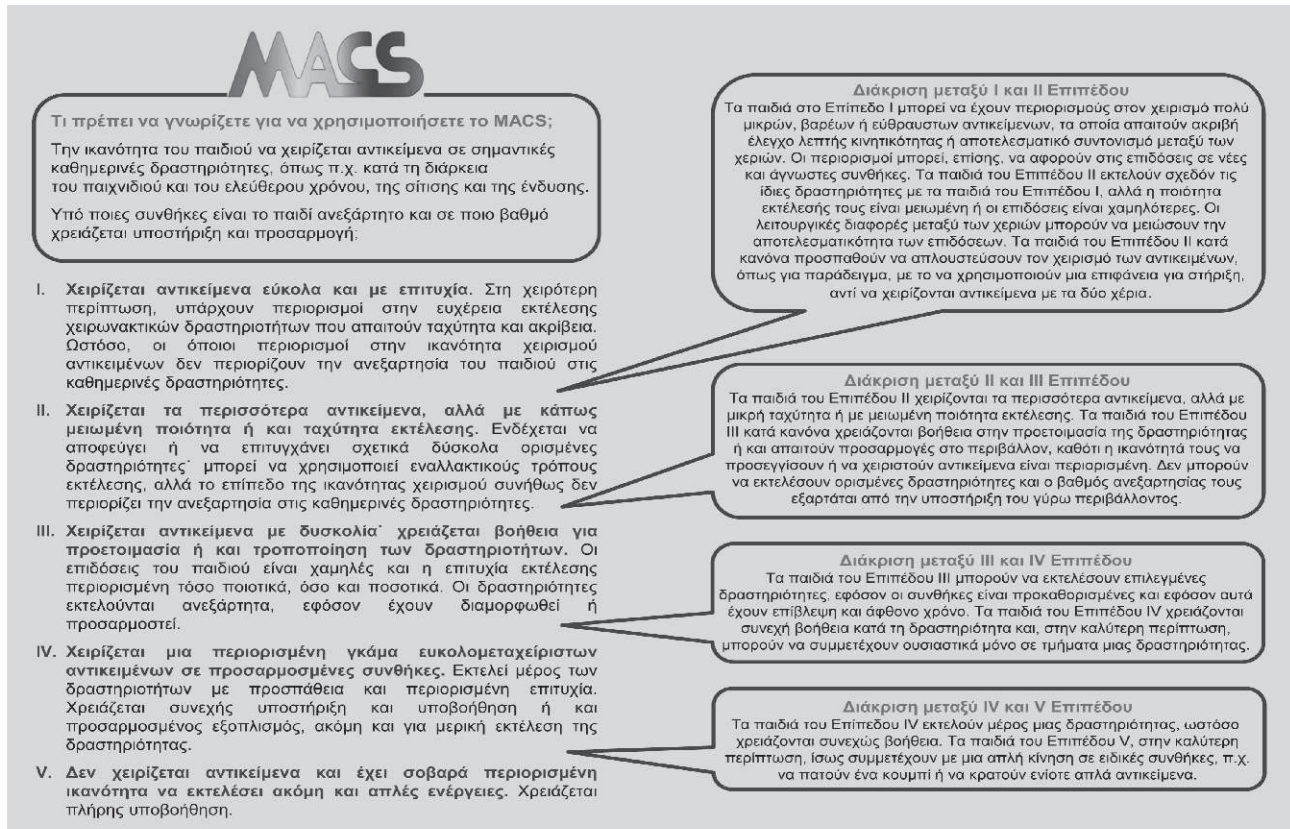 MACS
Τι πρέπει να γνωρίζετε για να χρησιμοποιήσετε το MACS;
Την ικανότητα του παιδιού να χειρίζεται αντικείμενα σε σημαντικές
καθημερινές δραστηριότητες, όπως π.χ. κατά τη διάρκεια
του παιχνιδιού και του ελεύθερου χρόνου, της σίτισης και της ένδυσης.
Υπό ποιες συνθήκες είναι το παιδί ανεξάρτητο και σε ποιο βαθμό
χρειάζεται υποστήριξη και προσαρμογή;
I. Χειρίζεται αντικείμενα εύκολα και με επιτυχία. Στη χειρότερη
περίπτωση, υπάρχουν περιορισμοί στην ευχέρεια εκτέλεσης
χειρωνακτικών δραστηριοτήτων που απαιτούν ταχύτητα και ακρίβεια.
Ωστόσο, οι όποιοι περιορισμοί στην ικανότητα χειρισμού
αντικειμένων δεν περιορίζουν την ανεξαρτησία του παιδιού στις
καθημερινές δραστηριότητες.
II. Χειρίζεται τα περισσότερα αντικείμενα, αλλά με κάπως
μειωμένη ποιότητα ή και ταχύτητα εκτέλεσης. Ενδέχεται να
αποφεύγει ή να επιτυγχάνει σχετικά δύσκολα ορισμένες
δραστηριότητες˙ μπορεί να χρησιμοποιεί εναλλακτικούς τρόπους
εκτέλεσης, αλλά το επίπεδο της ικανότητας χειρισμού συνήθως δεν
περιορίζει την ανεξαρτησία στις καθημερινές δραστηριότητες.
III. Χειρίζεται αντικείμενα με δυσκολία˙ χρειάζεται βοήθεια για
προετοιμασία ή και τροποποίηση των δραστηριοτήτων. Οι
επιδόσεις του παιδιού είναι χαμηλές και η επιτυχία εκτέλεσης
περιορισμένη τόσο ποιοτικά, όσο και ποσοτικά. Οι δραστηριότητες
εκτελούνται ανεξάρτητα, εφόσον έχουν διαμορφωθεί ή
προσαρμοστεί.
IV. Χειρίζεται μια περιορισμένη γκάμα ευκολομεταχείριστων
αντικειμένων σε προσαρμοσμένες συνθήκες. Εκτελεί μέρος των
δραστηριοτήτων με προσπάθεια και περιορισμένη επιτυχία.
Χρειάζεται συνεχής υποστήριξη και υποβοήθηση ή και
προσαρμοσμένος εξοπλισμός, ακόμη και για μερική εκτέλεση της
δραστηριότητας.
V. Δεν χειρίζεται αντικείμενα και έχει σοβαρά περιορισμένη
ικανότητα να εκτελέσει ακόμη και απλές ενέργειες. Χρειάζεται
πλήρης υποβοήθηση.
Διάκριση μεταξύ I και II Επιπέδου
Τα παιδιά στο Επίπεδο I μπορεί να έχουν περιορισμούς στον χειρισμό πολύ
μικρών, βαρέων ή εύθραυστων αντικείμενων, τα οποία απαιτούν ακριβή
έλεγχο λεπτής κινητικότητας ή αποτελεσματικό συντονισμό μεταξύ των
χεριών. Οι περιορισμοί μπορεί, επίσης, να αφορούν στις επιδόσεις σε νέες
και άγνωστες συνθήκες. Τα παιδιά του Επιπέδου II εκτελούν σχεδόν τις
ίδιες δραστηριότητες με τα παιδιά του Επιπέδου I, αλλά η ποιότητα
εκτέλεσής τους είναι μειωμένη ή οι επιδόσεις είναι χαμηλότερες. Οι
λειτουργικές διαφορές μεταξύ των χεριών μπορούν να μειώσουν την
αποτελεσματικότητα των επιδόσεων. Τα παιδιά του Επιπέδου II κατά
κανόνα προσπαθούν να απλουστεύσουν τον χειρισμό των αντικειμένων,
όπως για παράδειγμα, με το να χρησιμοποιούν μια επιφάνεια για στήριξη,
αντί να χειρίζονται αντικείμενα με τα δύο χέρια.
Διάκριση μεταξύ II και III Επιπέδου
Τα παιδιά του Επιπέδου II χειρίζονται τα περισσότερα αντικείμενα, αλλά με
μικρή ταχύτητα ή με μειωμένη ποιότητα εκτέλεσης. Τα παιδιά του Επιπέδου
III κατά κανόνα χρειάζονται βοήθεια στην προετοιμασία της δραστηριότητας
ή και απαιτούν προσαρμογές στο περιβάλλον, καθότι η ικανότητά τους να
προσεγγίσουν ή να χειριστούν αντικείμενα είναι περιορισμένη. Δεν μπορούν
να εκτελέσουν ορισμένες δραστηριότητες και ο βαθμός ανεξαρτησίας τους
εξαρτάται από την υποστήριξη του γύρω περιβάλλοντος.
Διάκριση μεταξύ III και IV Επιπέδου
Τα παιδιά του Επιπέδου III μπορούν να εκτελέσουν επιλεγμένες
δραστηριότητες, εφόσον οι συνθήκες είναι προκαθορισμένες και εφόσον αυτά
έχουν επίβλεψη και άφθονο χρόνο. Τα παιδιά του Επιπέδου IV χρειάζονται
συνεχή βοήθεια κατά τη δραστηριότητα και, στην καλύτερη περίπτωση,
μπορούν να συμμετέχουν ουσιαστικά μόνο σε τμήματα μιας δραστηριότητας.
Διάκριση μεταξύ IV και V Επιπέδου
Τα παιδιά του Επίπεδου IV εκτελούν μέρος μιας δραστηριότητας, ωστόσο
χρειάζονται συνεχώς βοήθεια. Τα παιδιά του Επιπέδου V, στην καλύτερη
περίπτωση, ίσως συμμετέχουν με μια απλή κίνηση σε ειδικές συνθήκες, π.χ.
να πατούν ένα κουμπί ή να κρατούν ενίοτε απλά αντικείμενα.